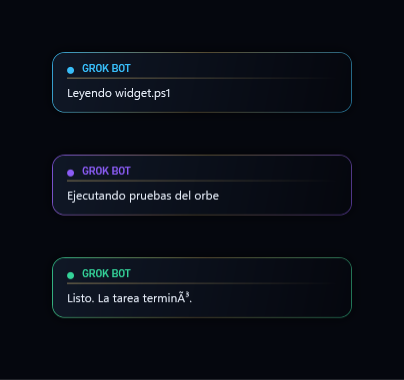 GROK BOT
Leyendo widget.ps1
GROK BOT
Ejecutando pruebas del orbe
GROK BOT
Listo. La tarea terminÃ³.